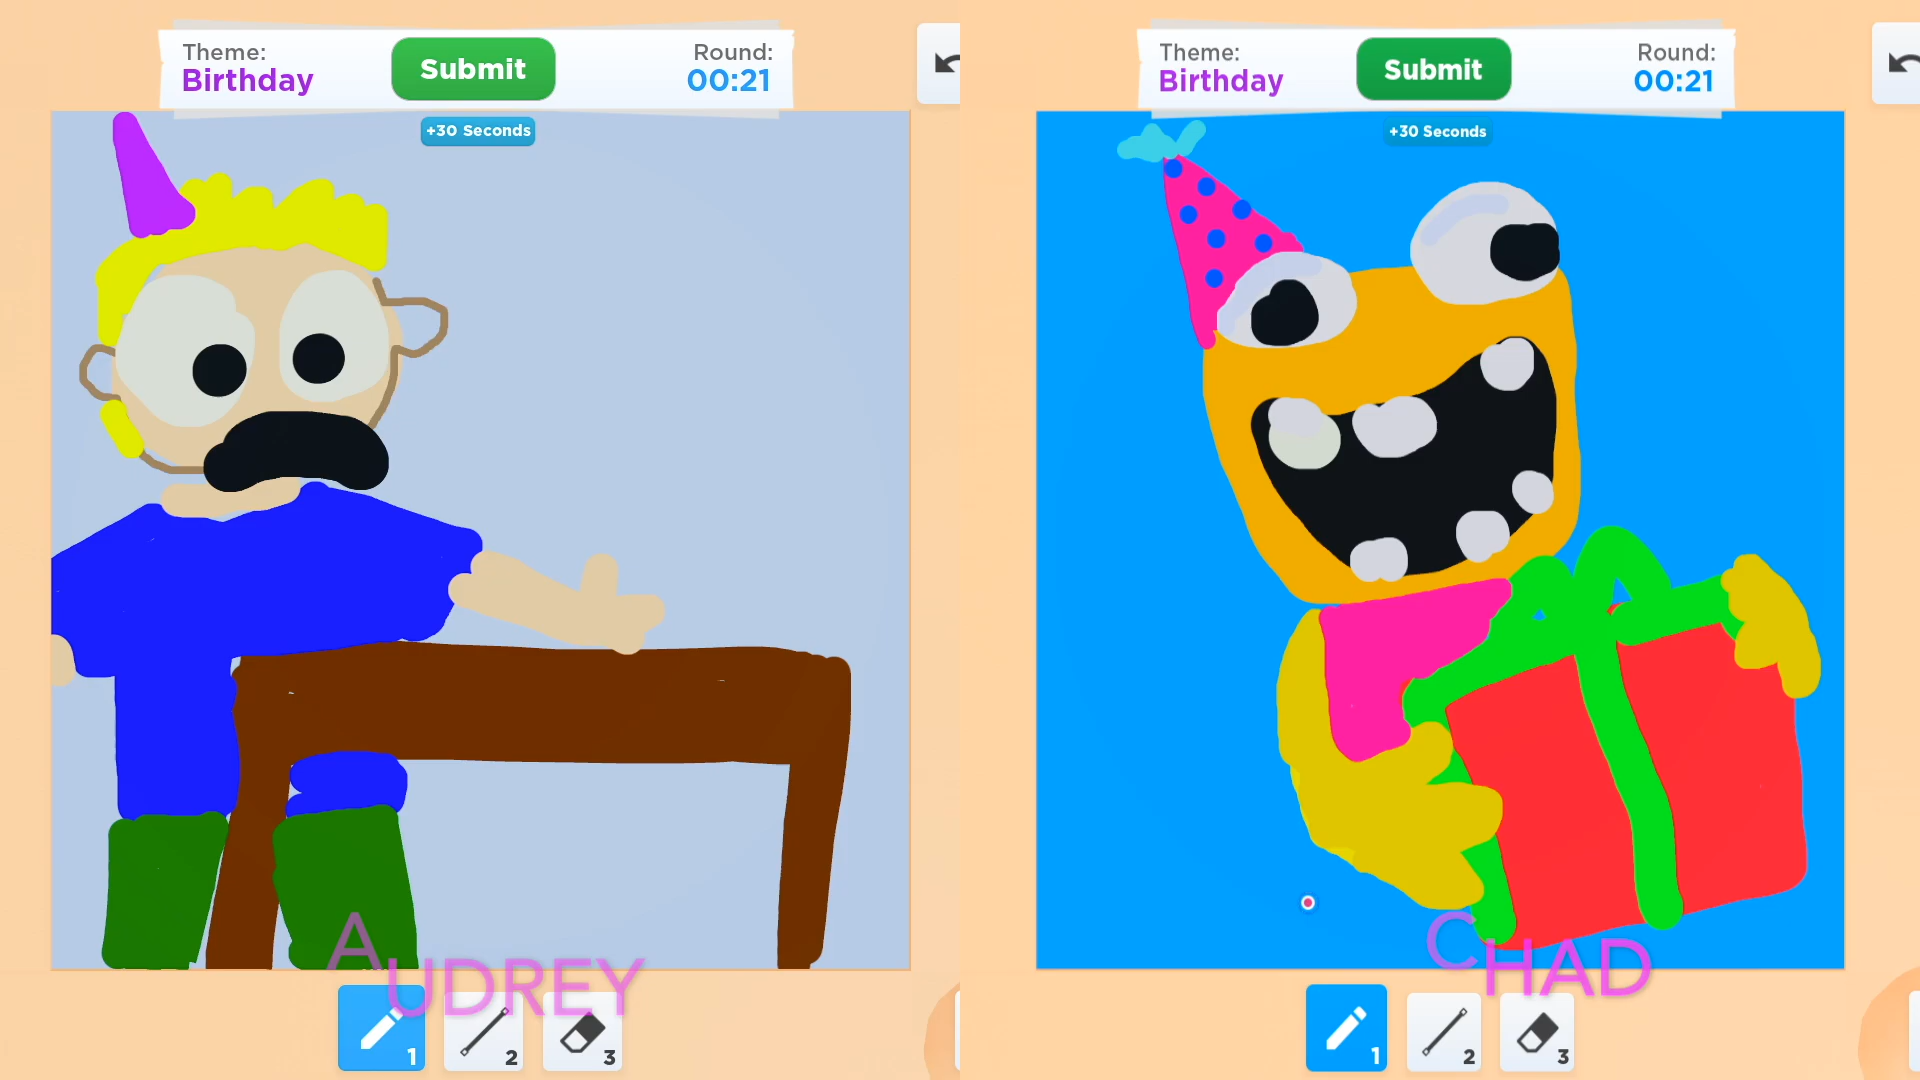 Theme:
Birthday
Submit
Round:
00:21
+30 Seconds
AUDREY
1
2
3
Theme:
Birthday
Submit
Round:
00:21
+30 Seconds
CHAD
1
2
3